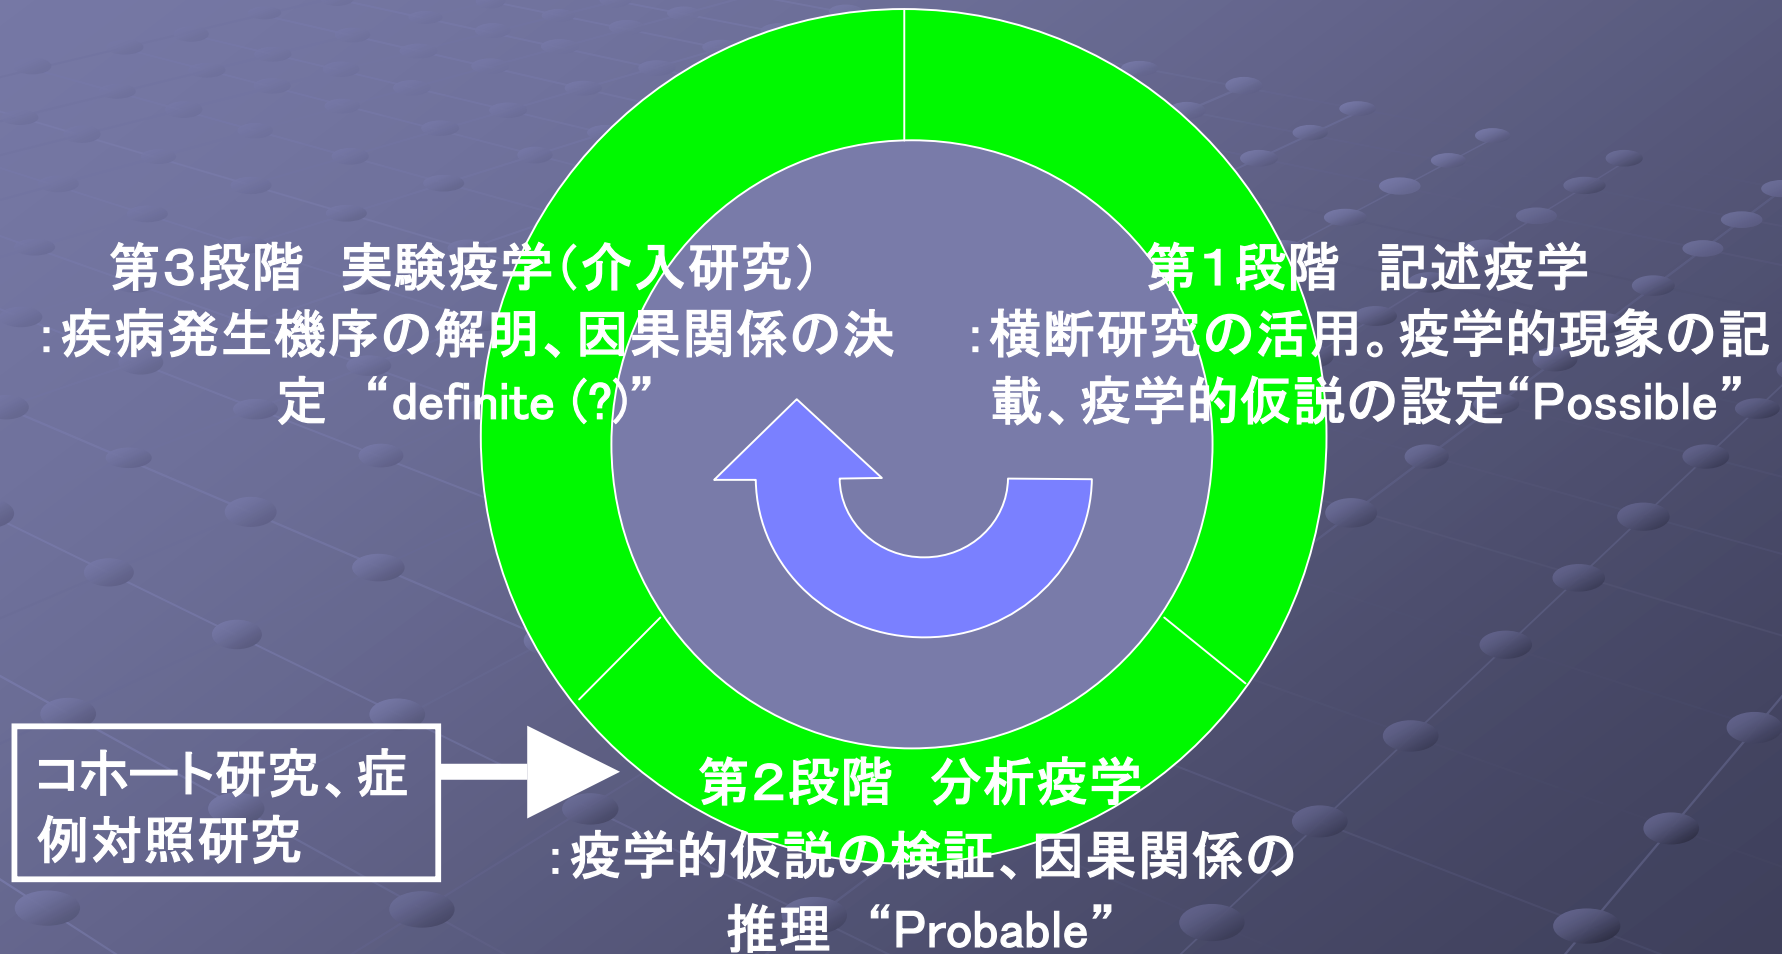 第３段階　実験疫学（介入研究）
：疾病発生機序の解明、因果関係の決
定　“definite (?)”
第１段階　記述疫学
：横断研究の活用。疫学的現象の記
載、疫学的仮説の設定“Possible”
コホート研究、症
例対照研究
第２段階　分析疫学
：疫学的仮説の検証、因果関係の
推理　“Probable”